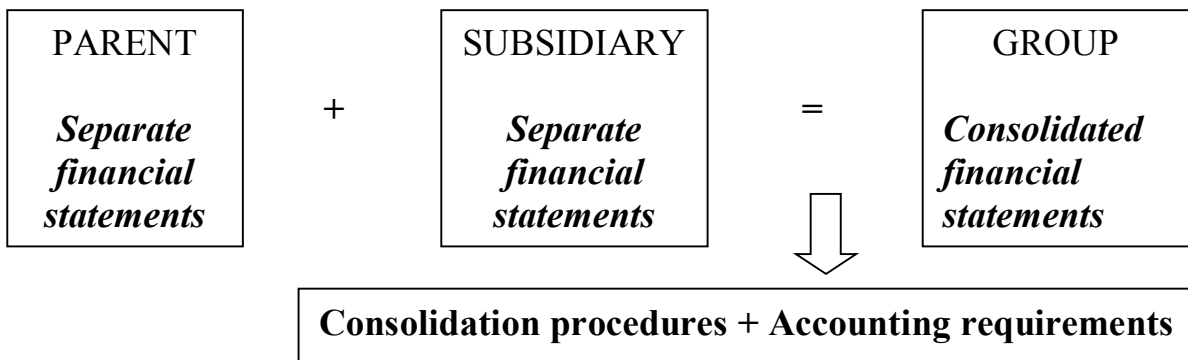 PARENT
Separate
financial
statements
+
SUBSIDIARY
Separate
financial
statements
=
GROUP
Consolidated
financial
statements
Consolidation procedures + Accounting requirements